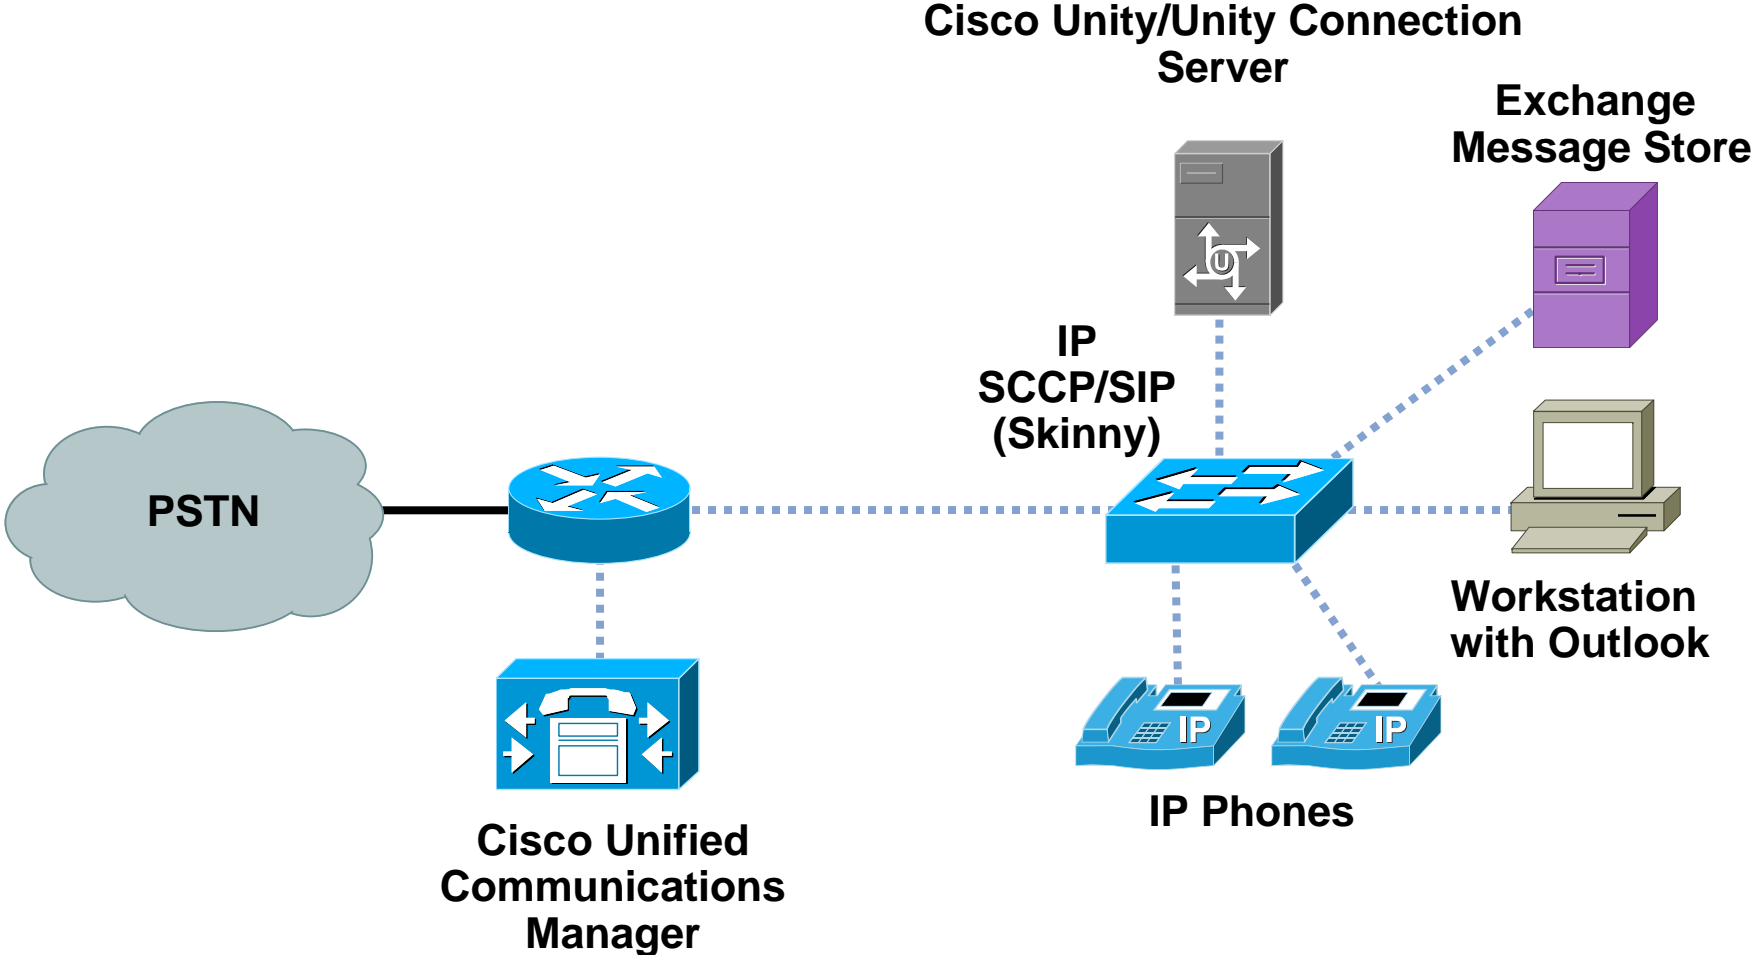 Cisco Unity/Unity Connection
Server
Exchange
Message Store
U
IP
SCCP/SIP
(Skinny)
PSTN
Workstation
with Outlook
IP
IP
IP Phones
Cisco Unified
Communications
Manager